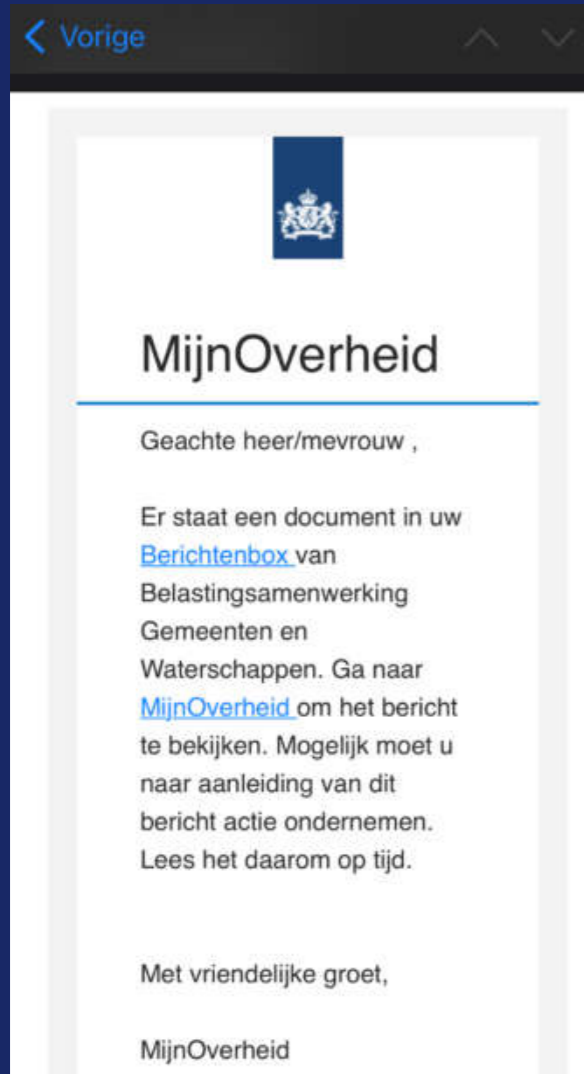 Vorige
MijnOverheid
Geachte heer/mevrouw ,
Er staat een document in uw
Berichtenbox van
Belastingsamenwerking
Gemeenten en
Waterschappen. Ga naar
MijnOverheid om het bericht
te bekijken. Mogelijk moet u
naar aanleiding van dit
bericht actie ondernemen.
Lees het daarom op tijd.
Met vriendelijke groet,
MijnOverheid